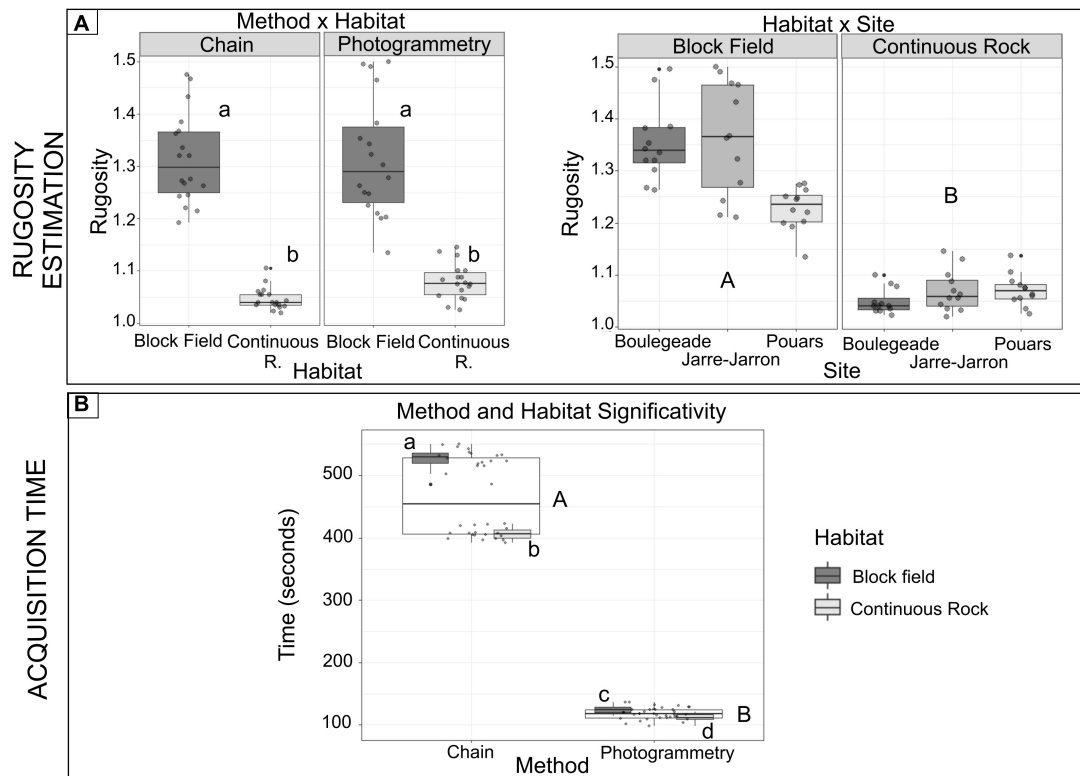 A
Method x Habitat
Chain
Photogrammetry
RUGOSITY
ESTIMATION
Rugosity
1.5
1.4
1.3
1.2
1.1
1.0
a
b
a
b
Block Field
Continuous
R.
Block Field
Continuous
R.
Habitat
Habitat x Site
Block Field
Continuous Rock
Rugosity
1.5
1.4
1.3
1.2
1.1
1.0
A
B
Boulegeade
Jarre-Jarron
Pouars
Boulegeade
Jarre-Jarron
Pouars
Site
B
Method and Habitat Significativity
ACQUISITION TIME
Time (seconds)
500
400
300
200
100
a
A
b
c
B
d
Chain
Photogrammetry
Method
Habitat
Block field
Continuous Rock